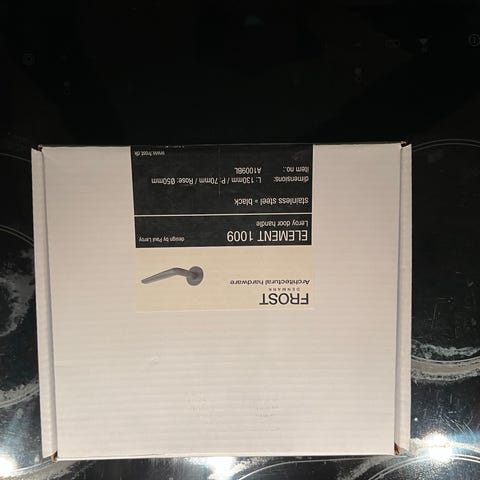 FROST
DENMARK
Architectural hardware
ELEMENT 1009
Leroy door handle
design by Paul Leroy
stainless steel » black
dimensions: L: 130mm / P: 70mm / Rose: Ø50mm
item no.: A1009BL
www.frost.dk